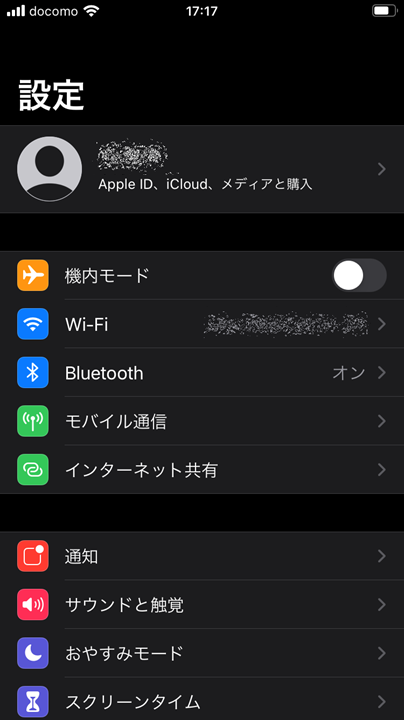 docomo 17:17
設定
Apple ID、iCloud、メディアと購入
機内モード
Wi-Fi
Bluetooth オン
モバイル通信
インターネット共有
通知
サウンドと触覚
おやすみモード
スクリーンタイム